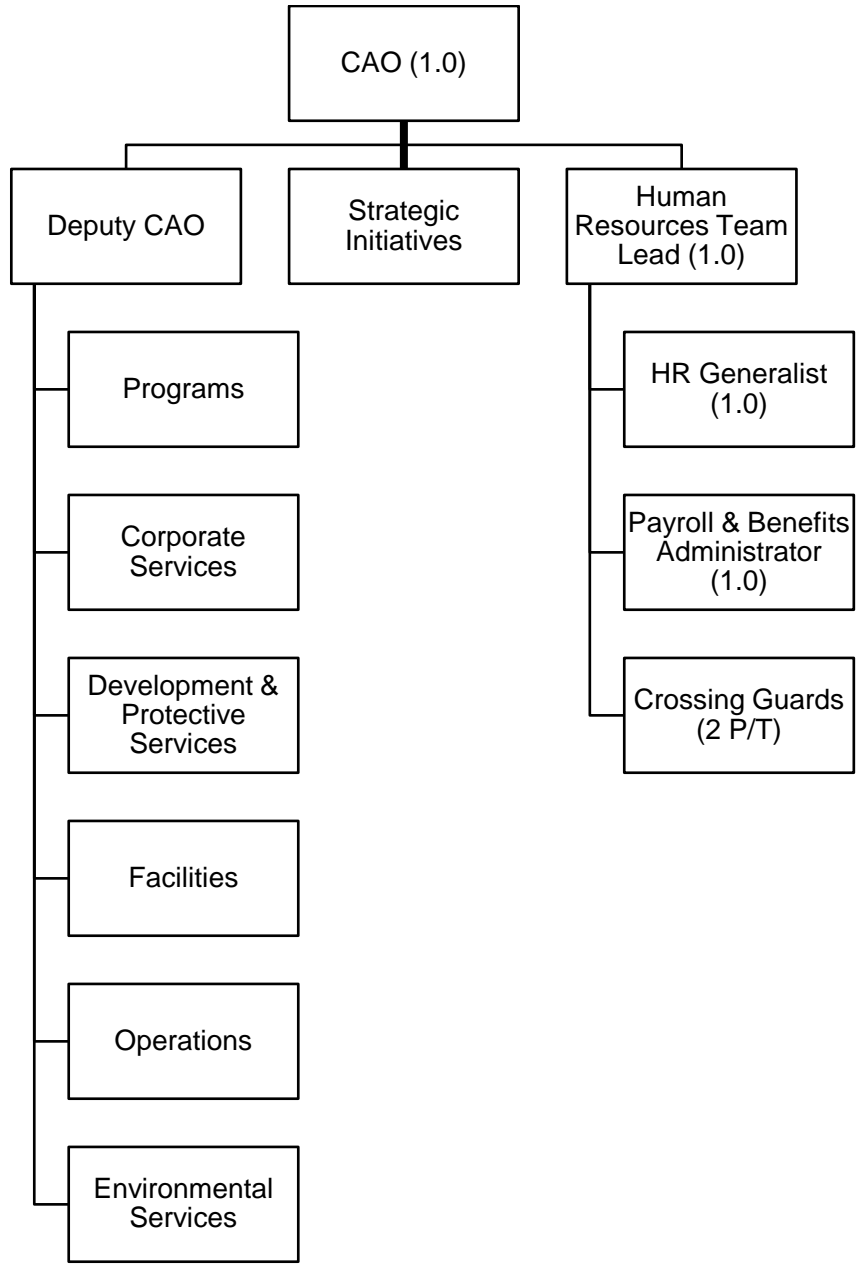 CAO (1.0)
Deputy CAO
Strategic
Initiatives
Human
Resources Team
Lead (1.0)
Programs
Corporate
Services
Development &
Protective
Services
Facilities
Operations
Environmental
Services
HR Generalist
(1.0)
Payroll & Benefits
Administrator
(1.0)
Crossing Guards
(2 P/T)